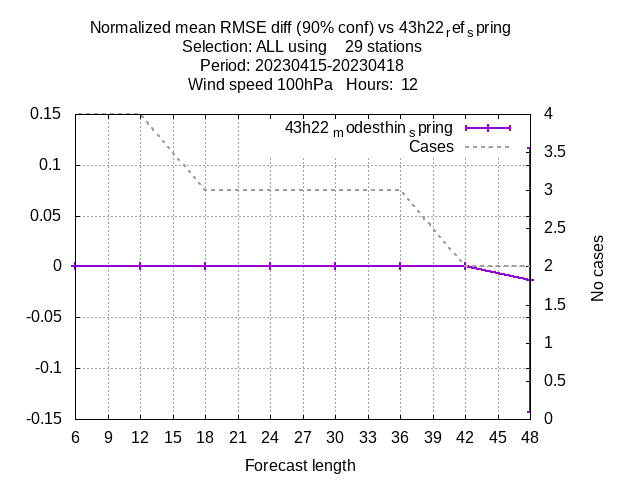 Normalized mean RMSE diff (90% conf) vs 43h22refspring
Selection: ALL using 29 stations
Period: 20230415-20230418
Wind speed 100hPa Hours: 12
43h22modesthinspring
Cases
0.15
0.1
0.05
0
-0.05
-0.1
-0.15
4
3.5
3
2.5
2
1.5
1
0.5
0
No cases
6 9 12 15 18 21 24 27 30 33 36 39 42 45 48
Forecast length